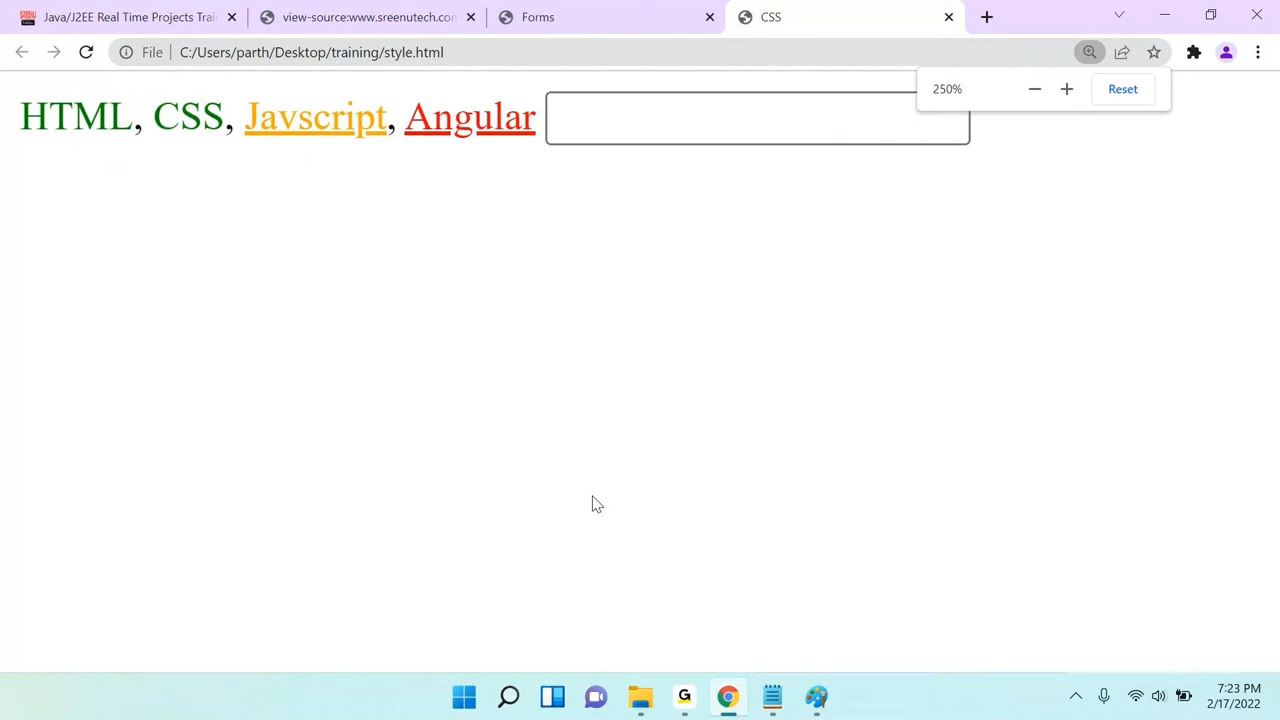 Java/J2EE Real Time Projects Trai
view-source:www.sreenutech.com
Forms
CSS
File
C:/Users/parth/Desktop/training/style.html
250%
Reset
HTML, CSS, Javscript, Angular
G
7:23 PM
2/17/2022